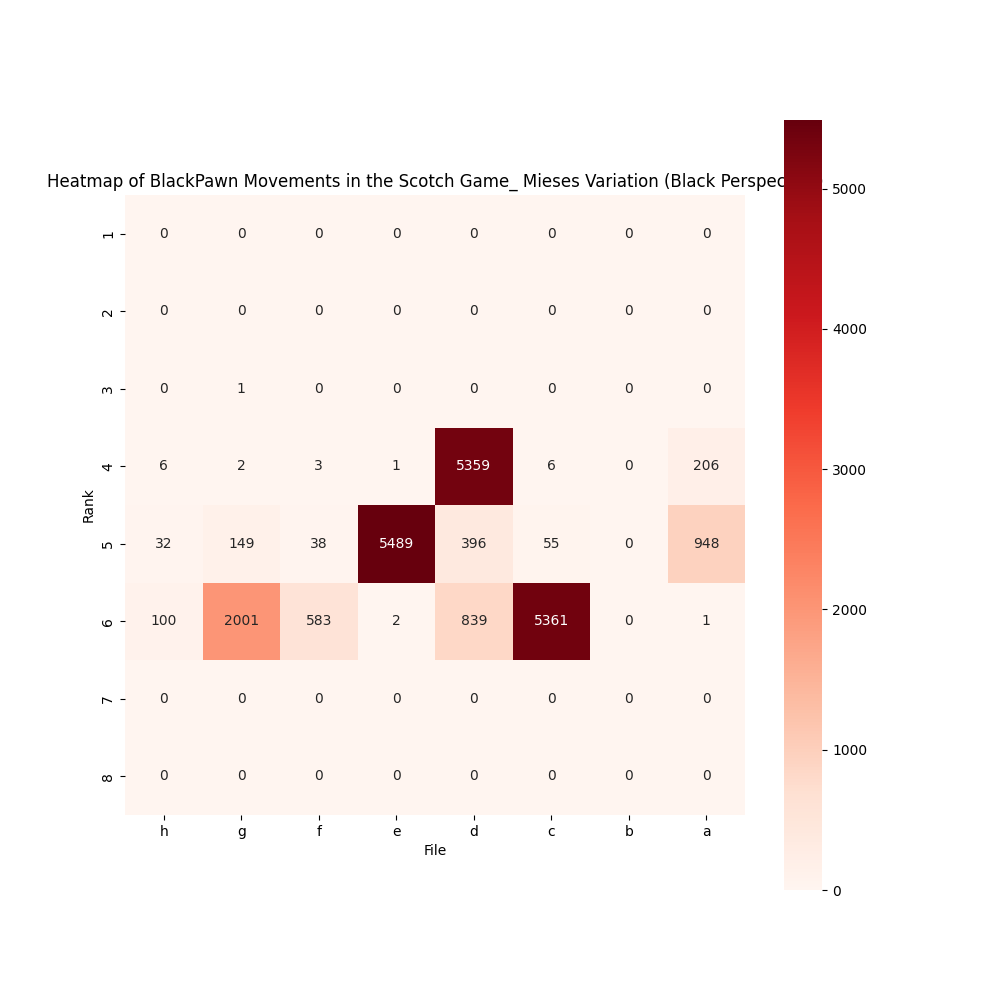 Heatmap of BlackPawn Movements in the Scotch Game_ Mieses Variation (Black Perspec
5000
4000
3000
2000
1000
0
Rank
1 0 0 0 0 0 0 0 0
2 0 0 0 0 0 0 0 0
3 0 1 0 0 0 0 0 0
4 6 2 3 1 5359 6 0 206
5 32 149 38 5489 396 55 0 948
6 100 2001 583 2 839 5361 0 1
7 0 0 0 0 0 0 0 0
8 0 0 0 0 0 0 0 0
h g f e d c b a
File